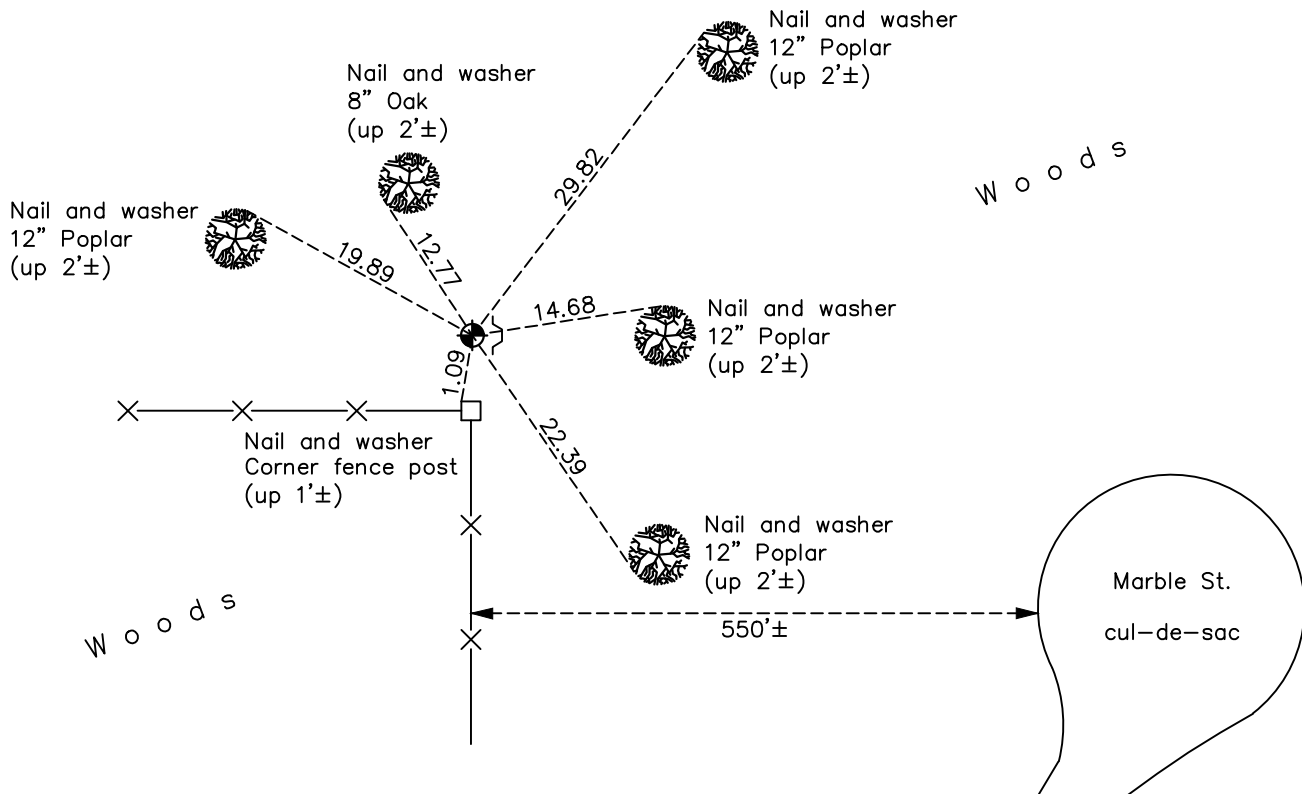 Nail and washer
12" Poplar
(up 2'±)
Nail and washer
8" Oak
(up 2'±)
Nail and washer
12" Poplar
(up 2'±)
Woods
29.82
12.77
19.89
14.68
Nail and washer
12" Poplar
(up 2'±)
1.09
22.39
Nail and washer
Corner fence post
(up 1'±)
Nail and washer
12" Poplar
(up 2'±)
Woods
550'±
Marble St.
cul-de-sac